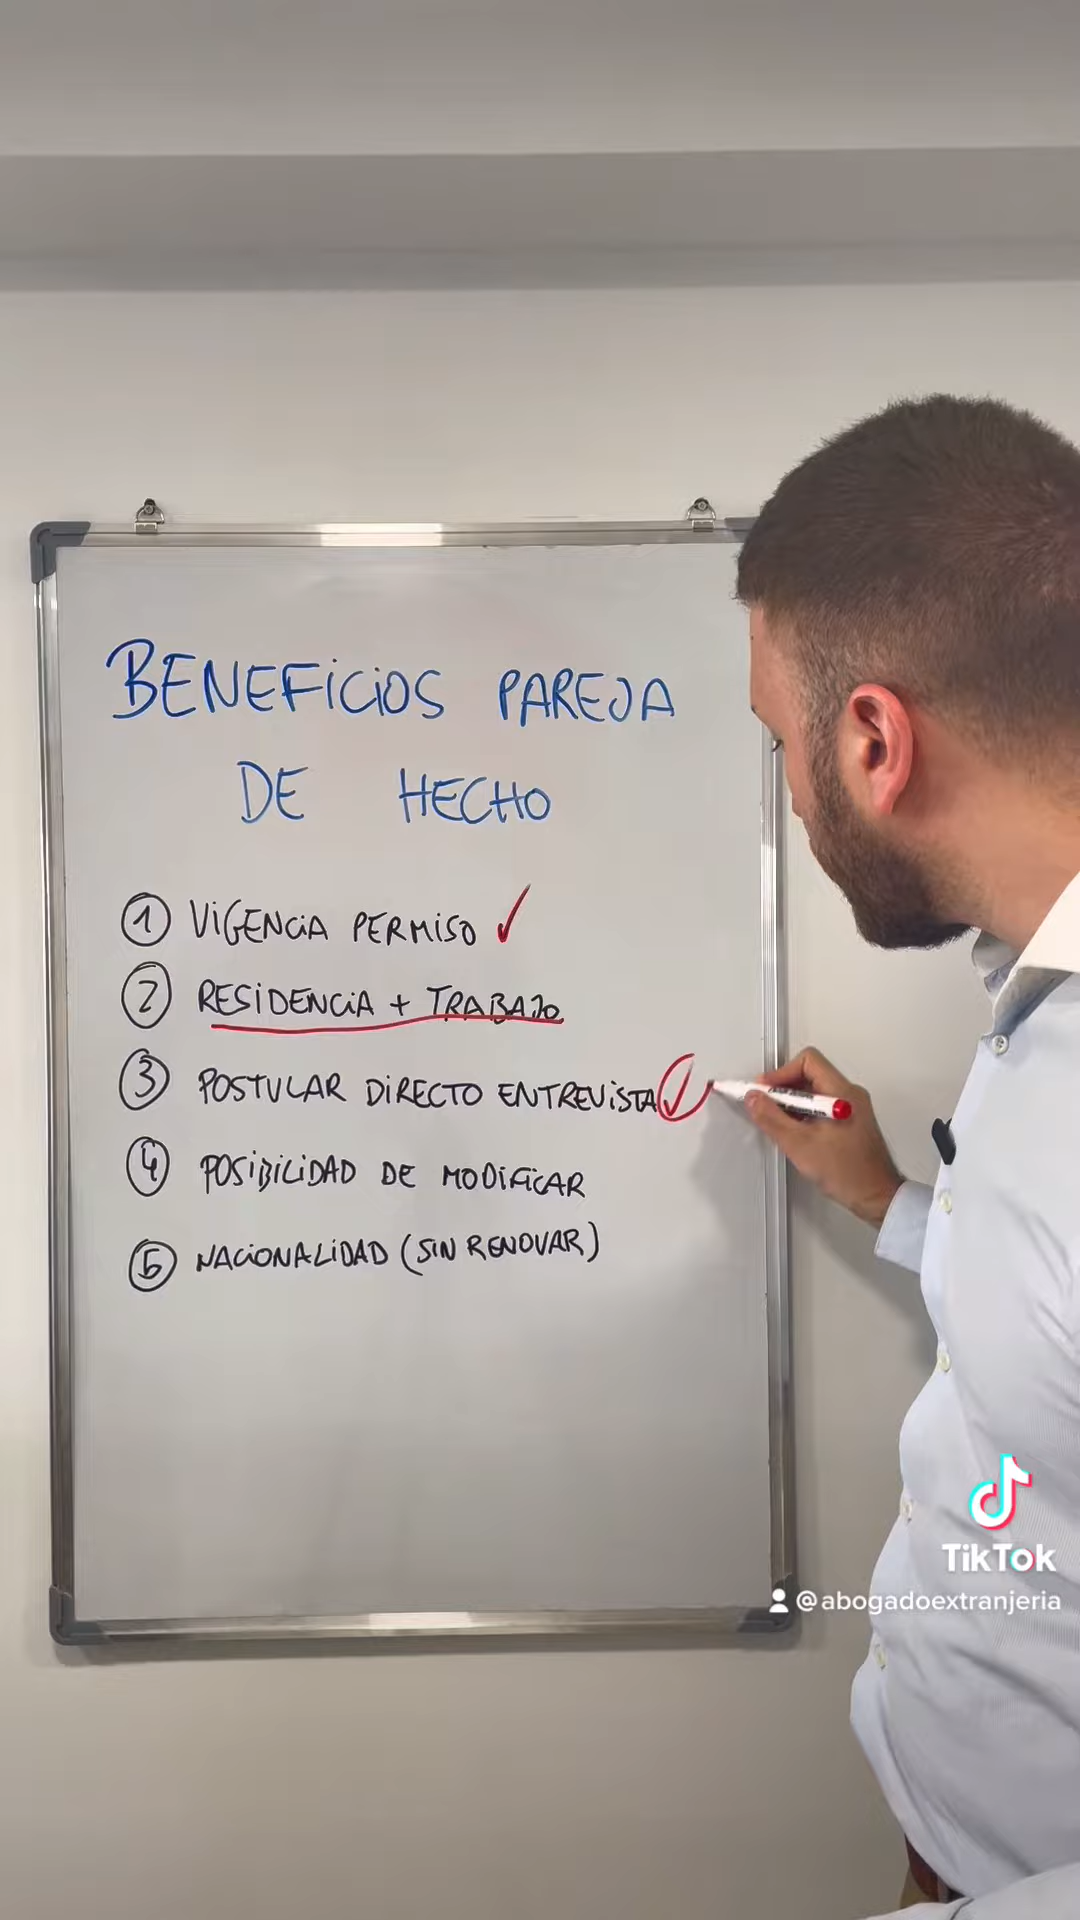 BENEFiCiOS PAREJA
DE HECHO
1 ViGENCiA PERMiSO ✓
2 RESiDENCiA + TRABAJO
3 POSTULAR DiRECTO ENTREViSTA ✓
4 POSiBiLiDAD DE MODiFiCAR
5 NACiONALiDAD (SiN RENOVAR)
TikTok
@abogadoextranjeria